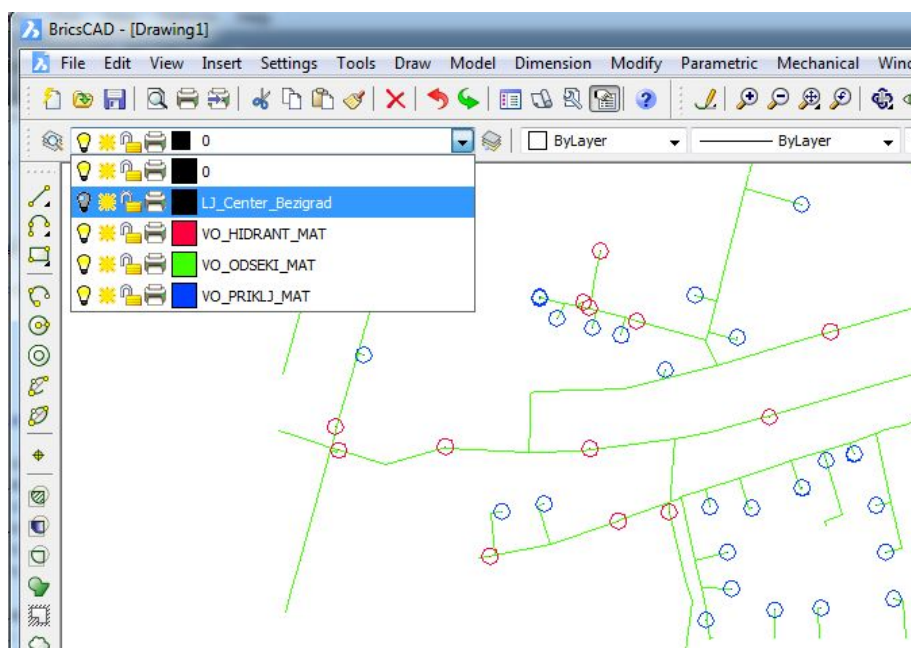 BricsCAD - [Drawing1]
File Edit View Insert Settings Tools Draw Model Dimension Modify Parametric Mechanical Wind
0
ByLayer
ByLayer
0
LJ_Center_Bezigrad
VO_HIDRANT_MAT
VO_ODSEKI_MAT
VO_PRIKLJ_MAT